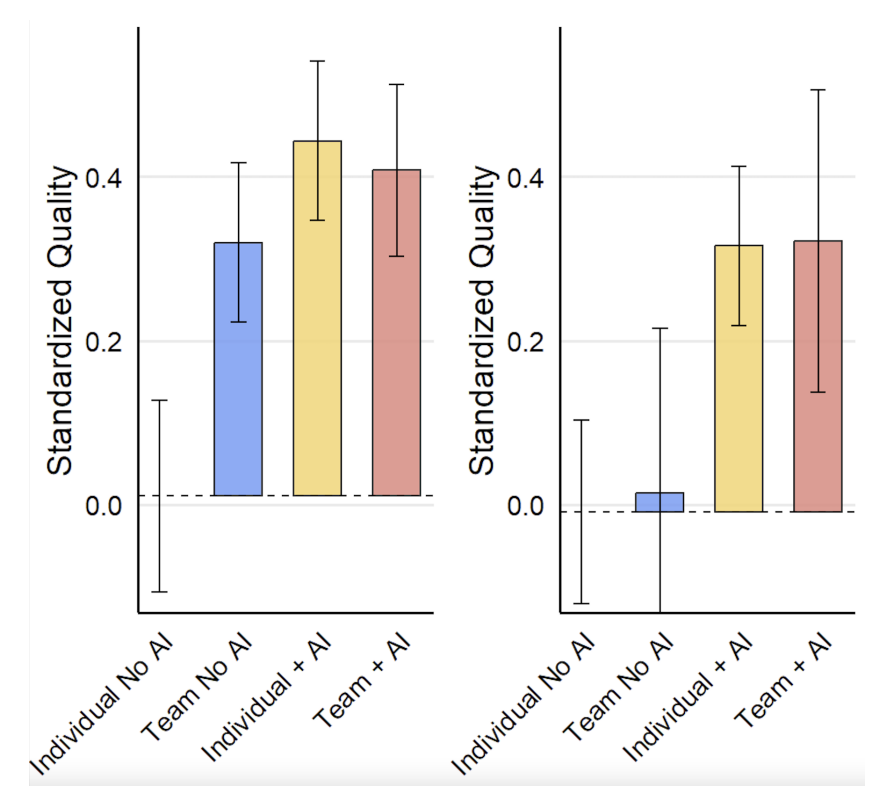 Standardized Quality
0.4
0.2
0.0
Individual No AI
Team No AI
Individual + AI
Team + AI
Standardized Quality
0.4
0.2
0.0
Individual No AI
Team No AI
Individual + AI
Team + AI